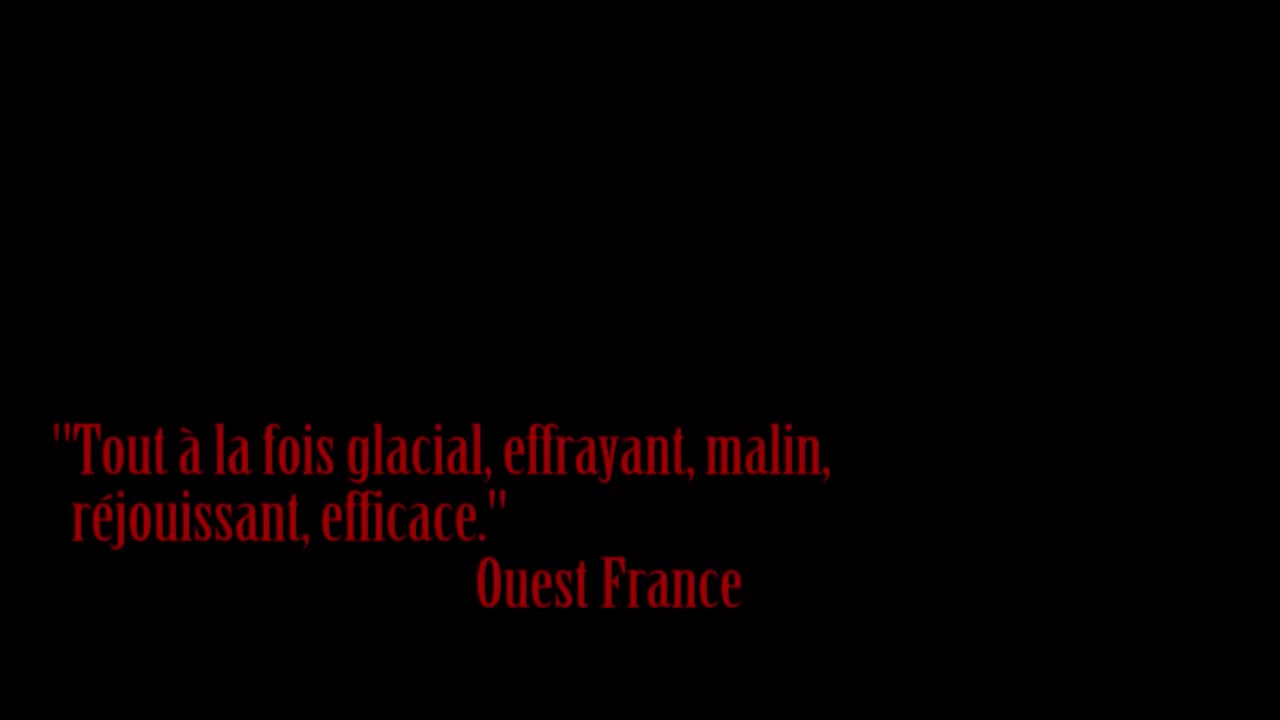 "Tout à la fois glacial, effrayant, malin,
réjouissant, efficace."
Ouest France